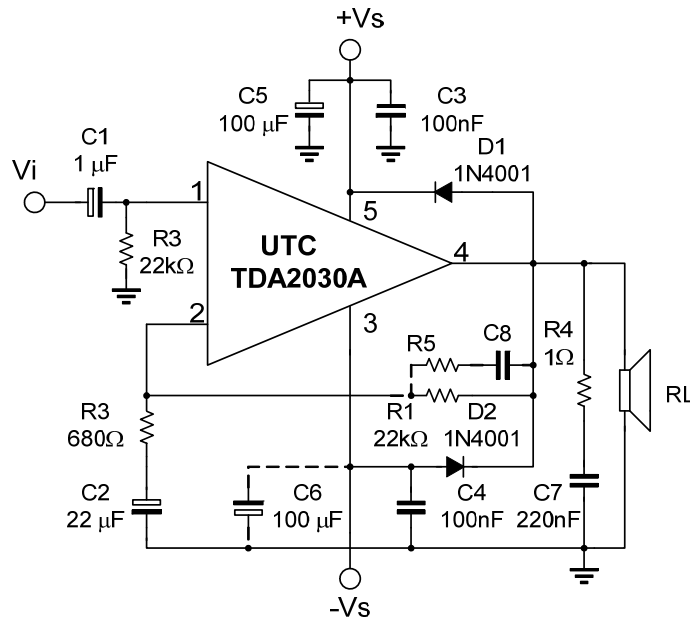 +Vs
C5
100 μF
C3
100nF
C1
1 μF
Vi
D1
1N4001
1
5
R3
22kΩ
UTC
TDA2030A
4
2
3
R5
C8
R4
1Ω
RL
R3
680Ω
R1
22kΩ
D2
1N4001
C2
22 μF
C6
100 μF
C4
100nF
C7
220nF
-Vs